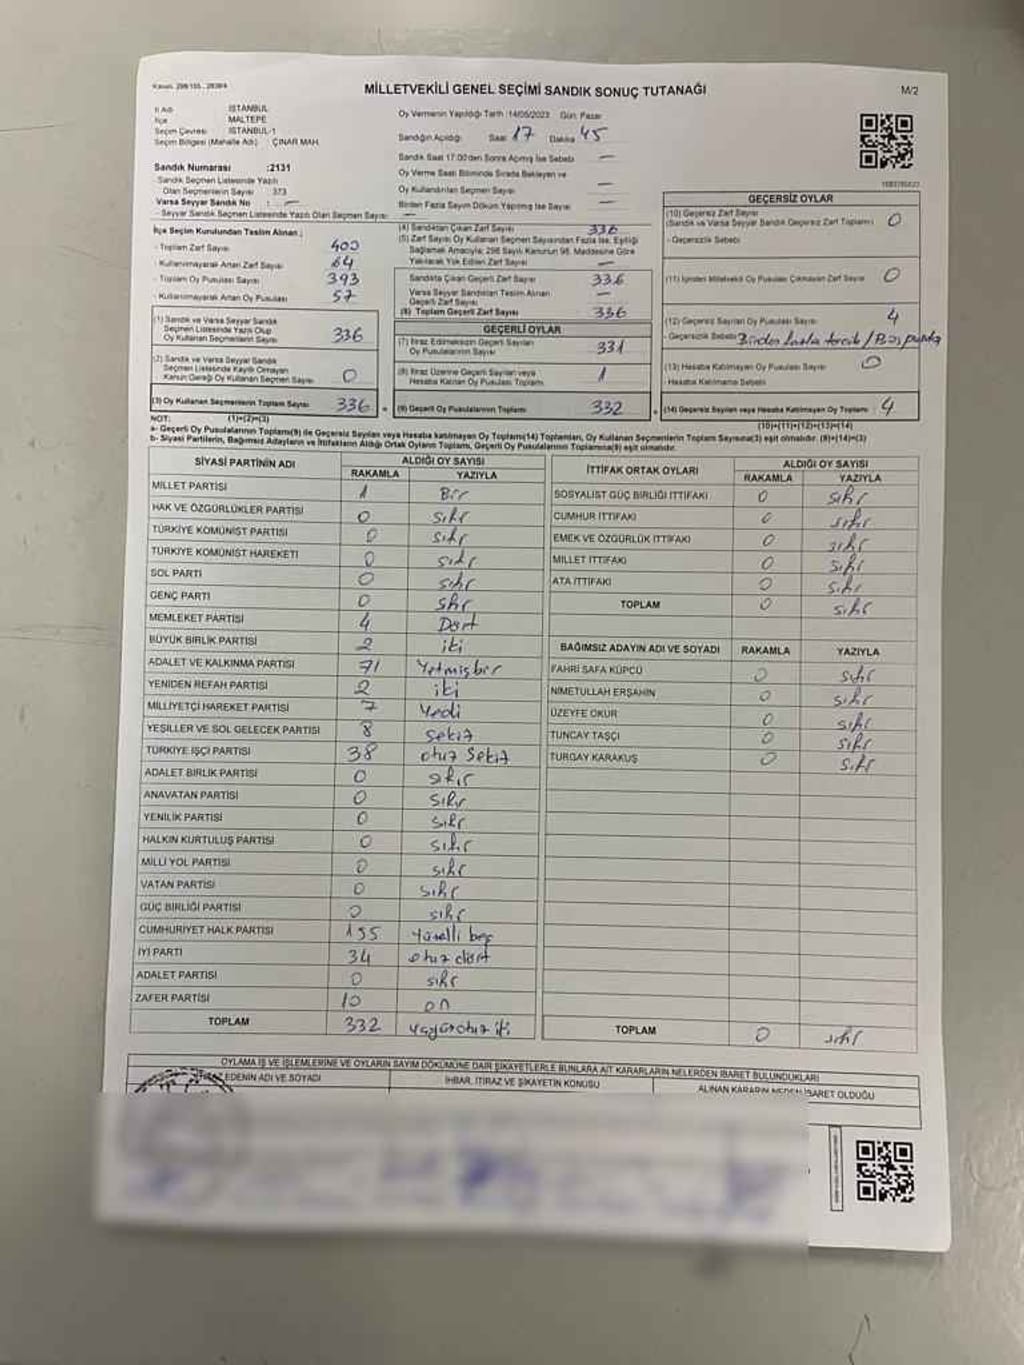 MİLLETVEKİLİ GENEL SEÇİMİ SANDIK SONUÇ TUTANAĞI
M/2
İl Adı İSTANBUL
İlçe MALTEPE
Seçim Çevresi İSTANBUL-1
Seçim Bölgesi (Mahalle Adı) : ÇINAR MAH.
Oy Vermenin Yapıldığı Tarih :14/05/2023 Gün: Pazar
Sandığın Açıldığı Saat 17 Dakika 45
Sandık Saat 17:00'den Sonra Açılmış İse Sebebi —
Oy Verme Saati Bitiminde Sırada Bekleyen ve
Oy Kullandırılan Seçmen Sayısı —
Birden Fazla Sayım Döküm Yapılmış İse Sayısı —
Sandık Numarası :2131
Sandık Seçmen Listesinde Yazılı
Olan Seçmenlerin Sayısı : 373
Varsa Seyyar Sandık No : —
- Seyyar Sandık Seçmen Listesinde Yazılı Olan Seçmen Sayısı: —
İlçe Seçim Kurulundan Teslim Alınan ;
- Toplam Zarf Sayısı 400
- Kullanılmayarak Artan Zarf Sayısı 64
- Toplam Oy Pusulası Sayısı 393
- Kullanılmayarak Artan Oy Pusulası 57
(1) Sandık ve Varsa Seyyar Sandık
Seçmen Listesinde Yazılı Olup
Oy Kullanan Seçmenlerin Sayısı 336
(2) Sandık ve Varsa Seyyar Sandık
Seçmen Listesinde Kayıtlı Olmayan
Kanun Gereği Oy Kullanan Seçmen Sayısı 0
(3) Oy Kullanan Seçmenlerin Toplam Sayısı 336 =
(1)+(2)=(3)
(4) Sandıktan Çıkan Zarf Sayısı 336
(5) Zarf Sayısı Oy Kullanan Seçmen Sayısından Fazla İse, Eşitliği
Sağlamak Amacıyla; 298 Sayılı Kanunun 98. Maddesine Göre
Yakılarak Yok Edilen Zarf Sayısı —
Sandıkta Çıkan Geçerli Zarf Sayısı 336
Varsa Seyyar Sandıktan Teslim Alınan
Geçerli Zarf Sayısı —
(6) Toplam Geçerli Zarf Sayısı 336
GEÇERLİ OYLAR
(7) İtiraz Edilmeksizin Geçerli Sayılan
Oy Pusulalarının Sayısı 331
(8) İtiraz Üzerine Geçerli Sayılan veya
Hesaba Katılan Oy Pusulası Toplamı 1
(9) Geçerli Oy Pusulalarının Toplamı 332 +
GEÇERSİZ OYLAR
(10) Geçersiz Zarf Sayısı
(Sandık ve Varsa Seyyar Sandık Geçersiz Zarf Toplamı) 0
- Geçersizlik Sebebi
(11) İçinden Milletvekili Oy Pusulası Çıkmayan Zarf Sayısı 0
(12) Geçersiz Sayılan Oy Pusulası Sayısı 4
- Geçersizlik Sebebi Birden fazla tercih /
(13) Hesaba Katılmayan Oy Pusulası Sayısı 0
- Hesaba Katılmama Sebebi
(14) Geçersiz Sayılan veya Hesaba Katılmayan Oy Toplamı 4
(10)+(11)+(12)+(13)=(14)
NOT:
a- Geçerli Oy Pusulaları Toplamı(9) ile Geçersiz Sayılan veya Hesaba katılmayan Oy Toplamı(14) Toplamları, Oy Kullanan Seçmenlerin Toplam Sayısına(3) eşit olmalıdır. (9)+(14)=(3)
b- Siyasi Partilerin, Bağımsız Adayların ve İttifakların Aldığı Ortak Oyların Toplamı, Geçerli Oy Pusulalarının Toplamına(9) eşit olmalıdır.
SİYASİ PARTİNİN ADI ALDIĞI OY SAYISI
RAKAMLA YAZIYLA
MİLLET PARTİSİ 1 Bir
HAK VE ÖZGÜRLÜKLER PARTİSİ 0 sıfır
TÜRKİYE KOMÜNİST PARTİSİ 0 sıfır
TÜRKİYE KOMÜNİST HAREKETİ 0 sıfır
SOL PARTİ 0 sıfır
GENÇ PARTİ 0 sıfır
MEMLEKET PARTİSİ 4 Dört
BÜYÜK BİRLİK PARTİSİ 2 iki
ADALET VE KALKINMA PARTİSİ 71 Yetmişbir
YENİDEN REFAH PARTİSİ 2 iki
MİLLİYETÇİ HAREKET PARTİSİ 7 Yedi
YEŞİLLER VE SOL GELECEK PARTİSİ 8 sekiz
TÜRKİYE İŞÇİ PARTİSİ 38 otuz sekiz
ADALET BİRLİK PARTİSİ 0 sıfır
ANAVATAN PARTİSİ 0 sıfır
YENİLİK PARTİSİ 0 sıfır
HALKIN KURTULUŞ PARTİSİ 0 sıfır
MİLLİ YOL PARTİSİ 0 sıfır
VATAN PARTİSİ 0 sıfır
GÜÇ BİRLİĞİ PARTİSİ 0 sıfır
CUMHURİYET HALK PARTİSİ 155 Yüzelli beş
İYİ PARTİ 34 otuz dört
ADALET PARTİSİ 0 sıfır
ZAFER PARTİSİ 10 on
TOPLAM 332 üçyüzotuz iki
İTTİFAK ORTAK OYLARI ALDIĞI OY SAYISI
RAKAMLA YAZIYLA
SOSYALİST GÜÇ BİRLİĞİ İTTİFAKI 0 sıfır
CUMHUR İTTİFAKI 0 sıfır
EMEK VE ÖZGÜRLÜK İTTİFAKI 0 sıfır
MİLLET İTTİFAKI 0 sıfır
ATA İTTİFAKI 0 sıfır
TOPLAM 0 sıfır
BAĞIMSIZ ADAYIN ADI VE SOYADI RAKAMLA YAZIYLA
FAHRİ SAFA KÜPCÜ 0 sıfır
NİMETULLAH ERŞAHİN 0 sıfır
ÜZEYFE OKUR 0 sıfır
TUNCAY TAŞÇI 0 sıfır
TURGAY KARAKUŞ 0 sıfır
TOPLAM 0 sıfır
OYLAMA İŞ VE İŞLEMLERİNE VE OYLARIN SAYIM DÖKÜMÜNE DAİR ŞİKAYETLERLE BUNLARA AİT KARARLARIN NELERDEN İBARET BULUNDUKLARI
EDENİN ADI VE SOYADI
İHBAR, İTİRAZ VE ŞİKAYETİN KONUSU
ALINAN KARARIN NEDEN İBARET OLDUĞU